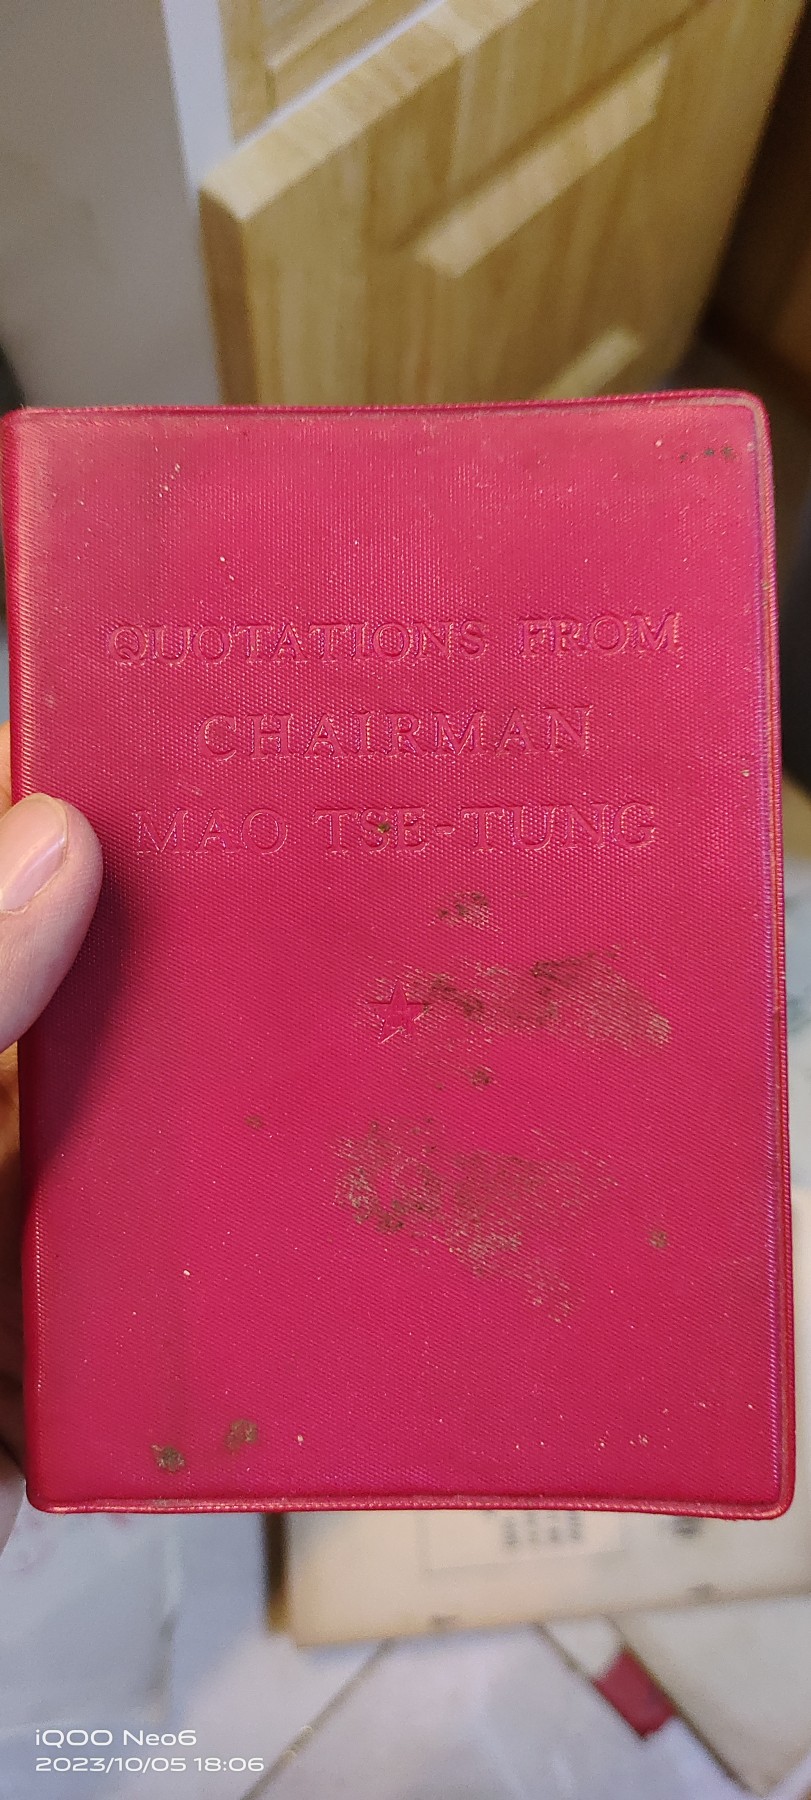 QUOTATIONS FROM
CHAIRMAN
MAO TSE-TUNG
iQOO Neo6
2023/10/05 18:06